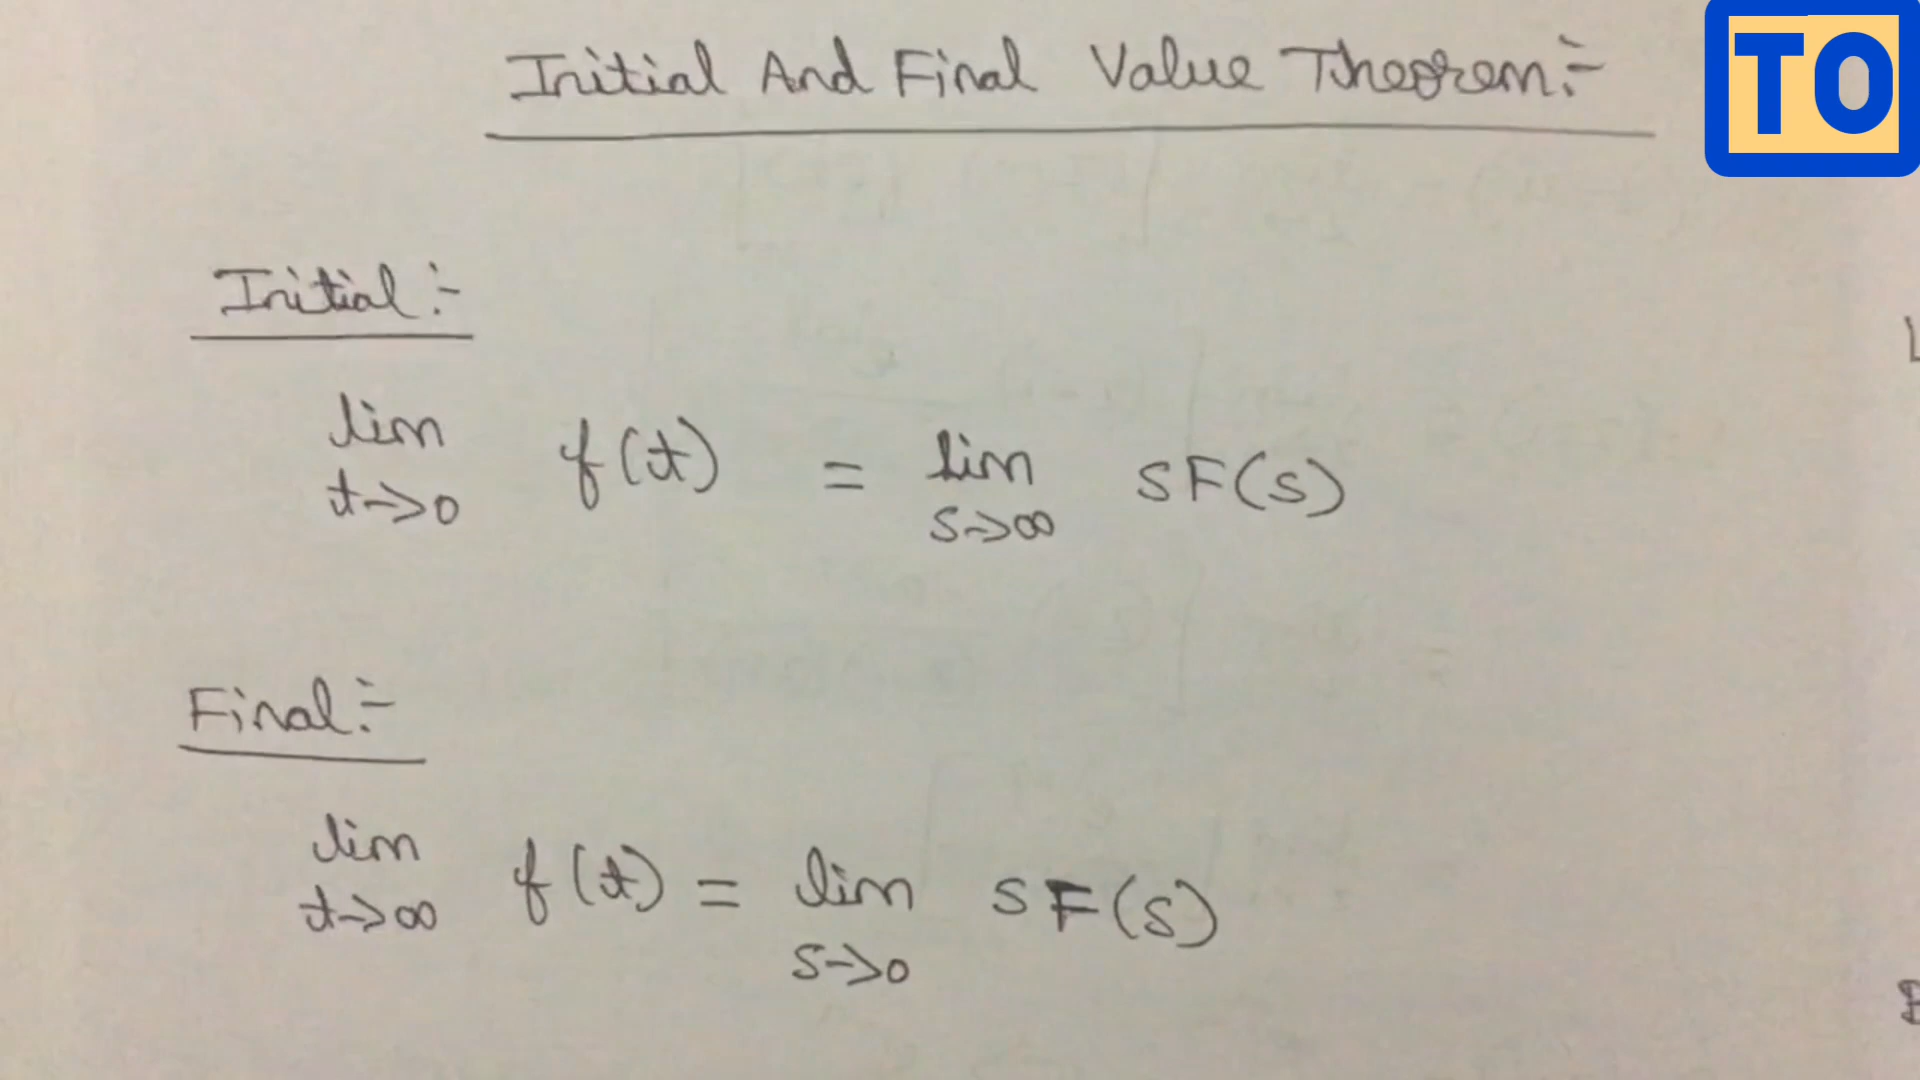 Initial And Final Value Theorem:-
TO
Initial:-
lim t->0 f(t) = lim s->∞ sF(s)
Final:-
lim t->∞ f(t) = lim s->0 sF(s)